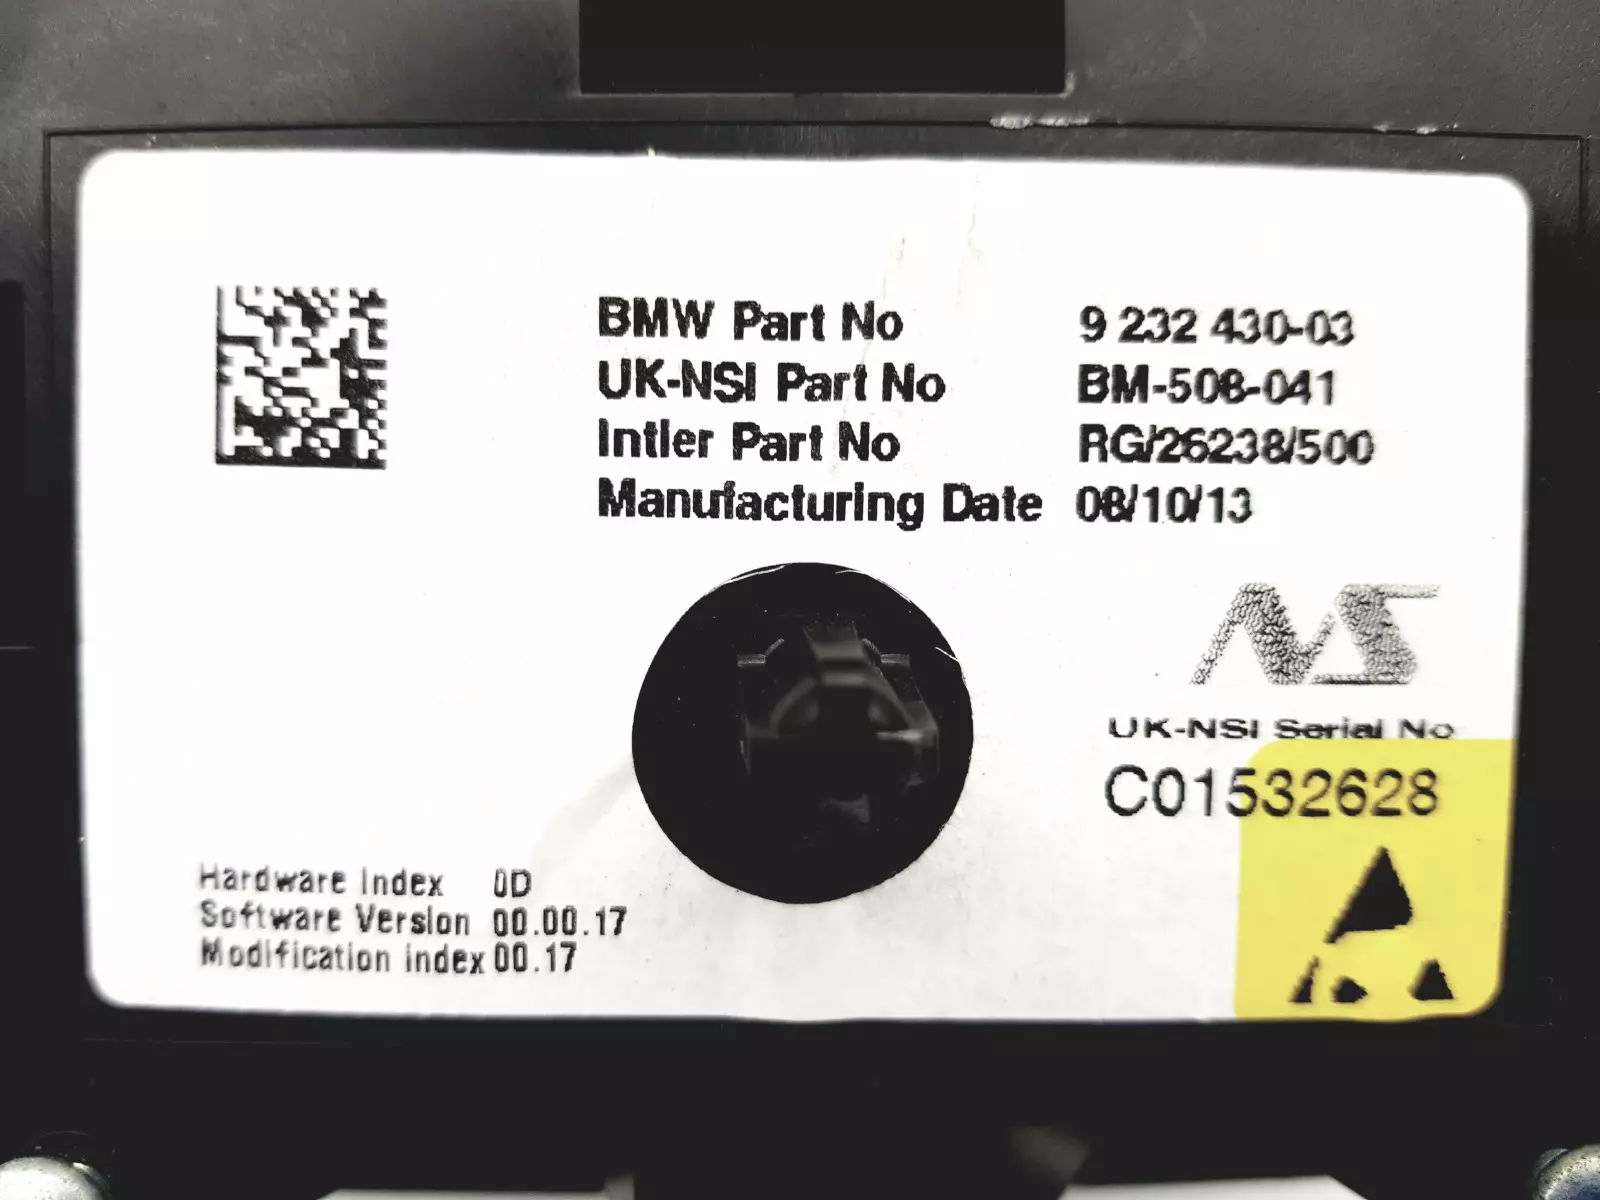 BMW Part No 9 232 430-03
UK-NSI Part No BM-508-041
Intler Part No RG/26238/500
Manufacturing Date 08/10/13
NS
UK-NSI Serial No
C01532628
Hardware Index 0D
Software Version 00.00.17
Modification index 00.17